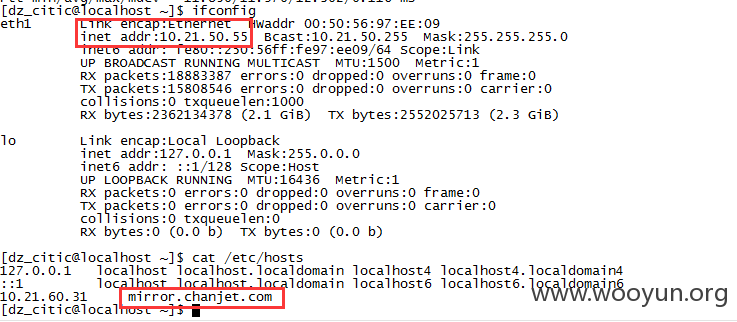 [dz_citic@localhost ~]$ ifconfig
eth1 Link encap:Ethernet HWaddr 00:50:56:97:EE:09
inet addr:10.21.50.55 Bcast:10.21.50.255 Mask:255.255.255.0
inet6 addr: fe80::250:56ff:fe97:ee09/64 Scope:Link
UP BROADCAST RUNNING MULTICAST MTU:1500 Metric:1
RX packets:18883387 errors:0 dropped:0 overruns:0 frame:0
TX packets:15808546 errors:0 dropped:0 overruns:0 carrier:0
collisions:0 txqueuelen:1000
RX bytes:2362134378 (2.1 GiB) TX bytes:2552025713 (2.3 GiB)
lo Link encap:Local Loopback
inet addr:127.0.0.1 Mask:255.0.0.0
inet6 addr: ::1/128 Scope:Host
UP LOOPBACK RUNNING MTU:16436 Metric:1
RX packets:0 errors:0 dropped:0 overruns:0 frame:0
TX packets:0 errors:0 dropped:0 overruns:0 carrier:0
collisions:0 txqueuelen:0
RX bytes:0 (0.0 b) TX bytes:0 (0.0 b)
[dz_citic@localhost ~]$ cat /etc/hosts
127.0.0.1 localhost localhost.localdomain localhost4 localhost4.localdomain4
::1 localhost localhost.localdomain localhost6 localhost6.localdomain6
10.21.60.31 mirror.chanjet.com
[dz_citic@localhost ~]$
www.wooyun.org